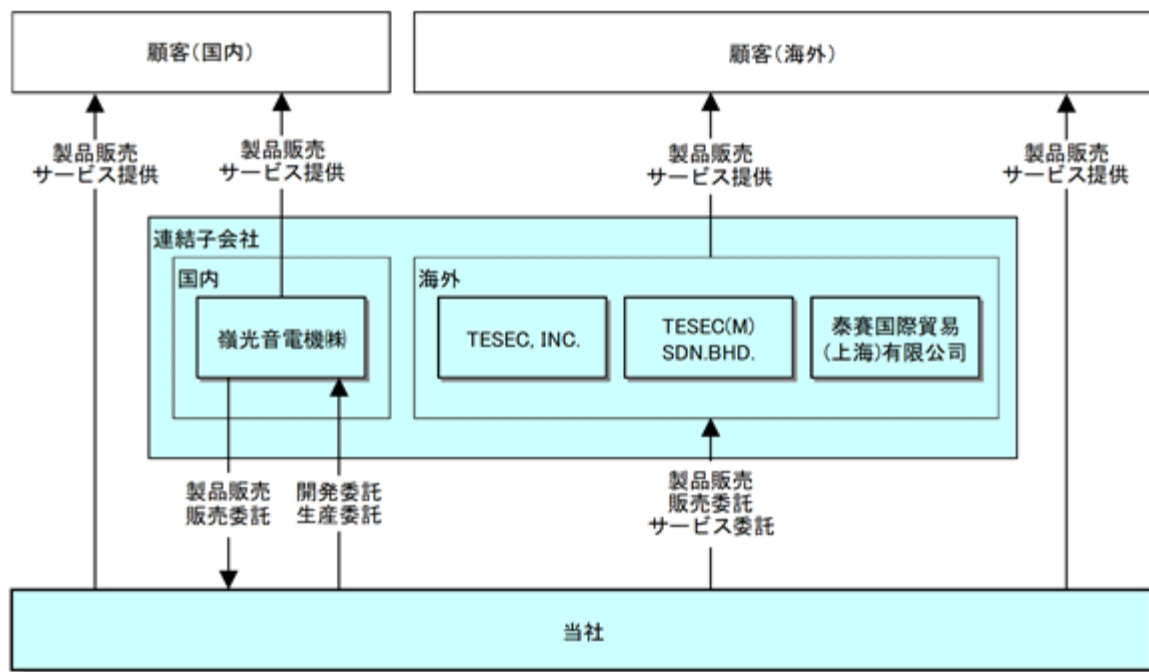 顧客(国内)
顧客(海外)
製品販売
サービス提供
製品販売
サービス提供
製品販売
サービス提供
製品販売
サービス提供
連結子会社
国内
嶺光音電機㈱
海外
TESEC, INC.
TESEC(M)
SDN.BHD.
泰賽国際貿易
(上海)有限公司
製品販売
販売委託
開発委託
生産委託
製品販売
販売委託
サービス委託
当社